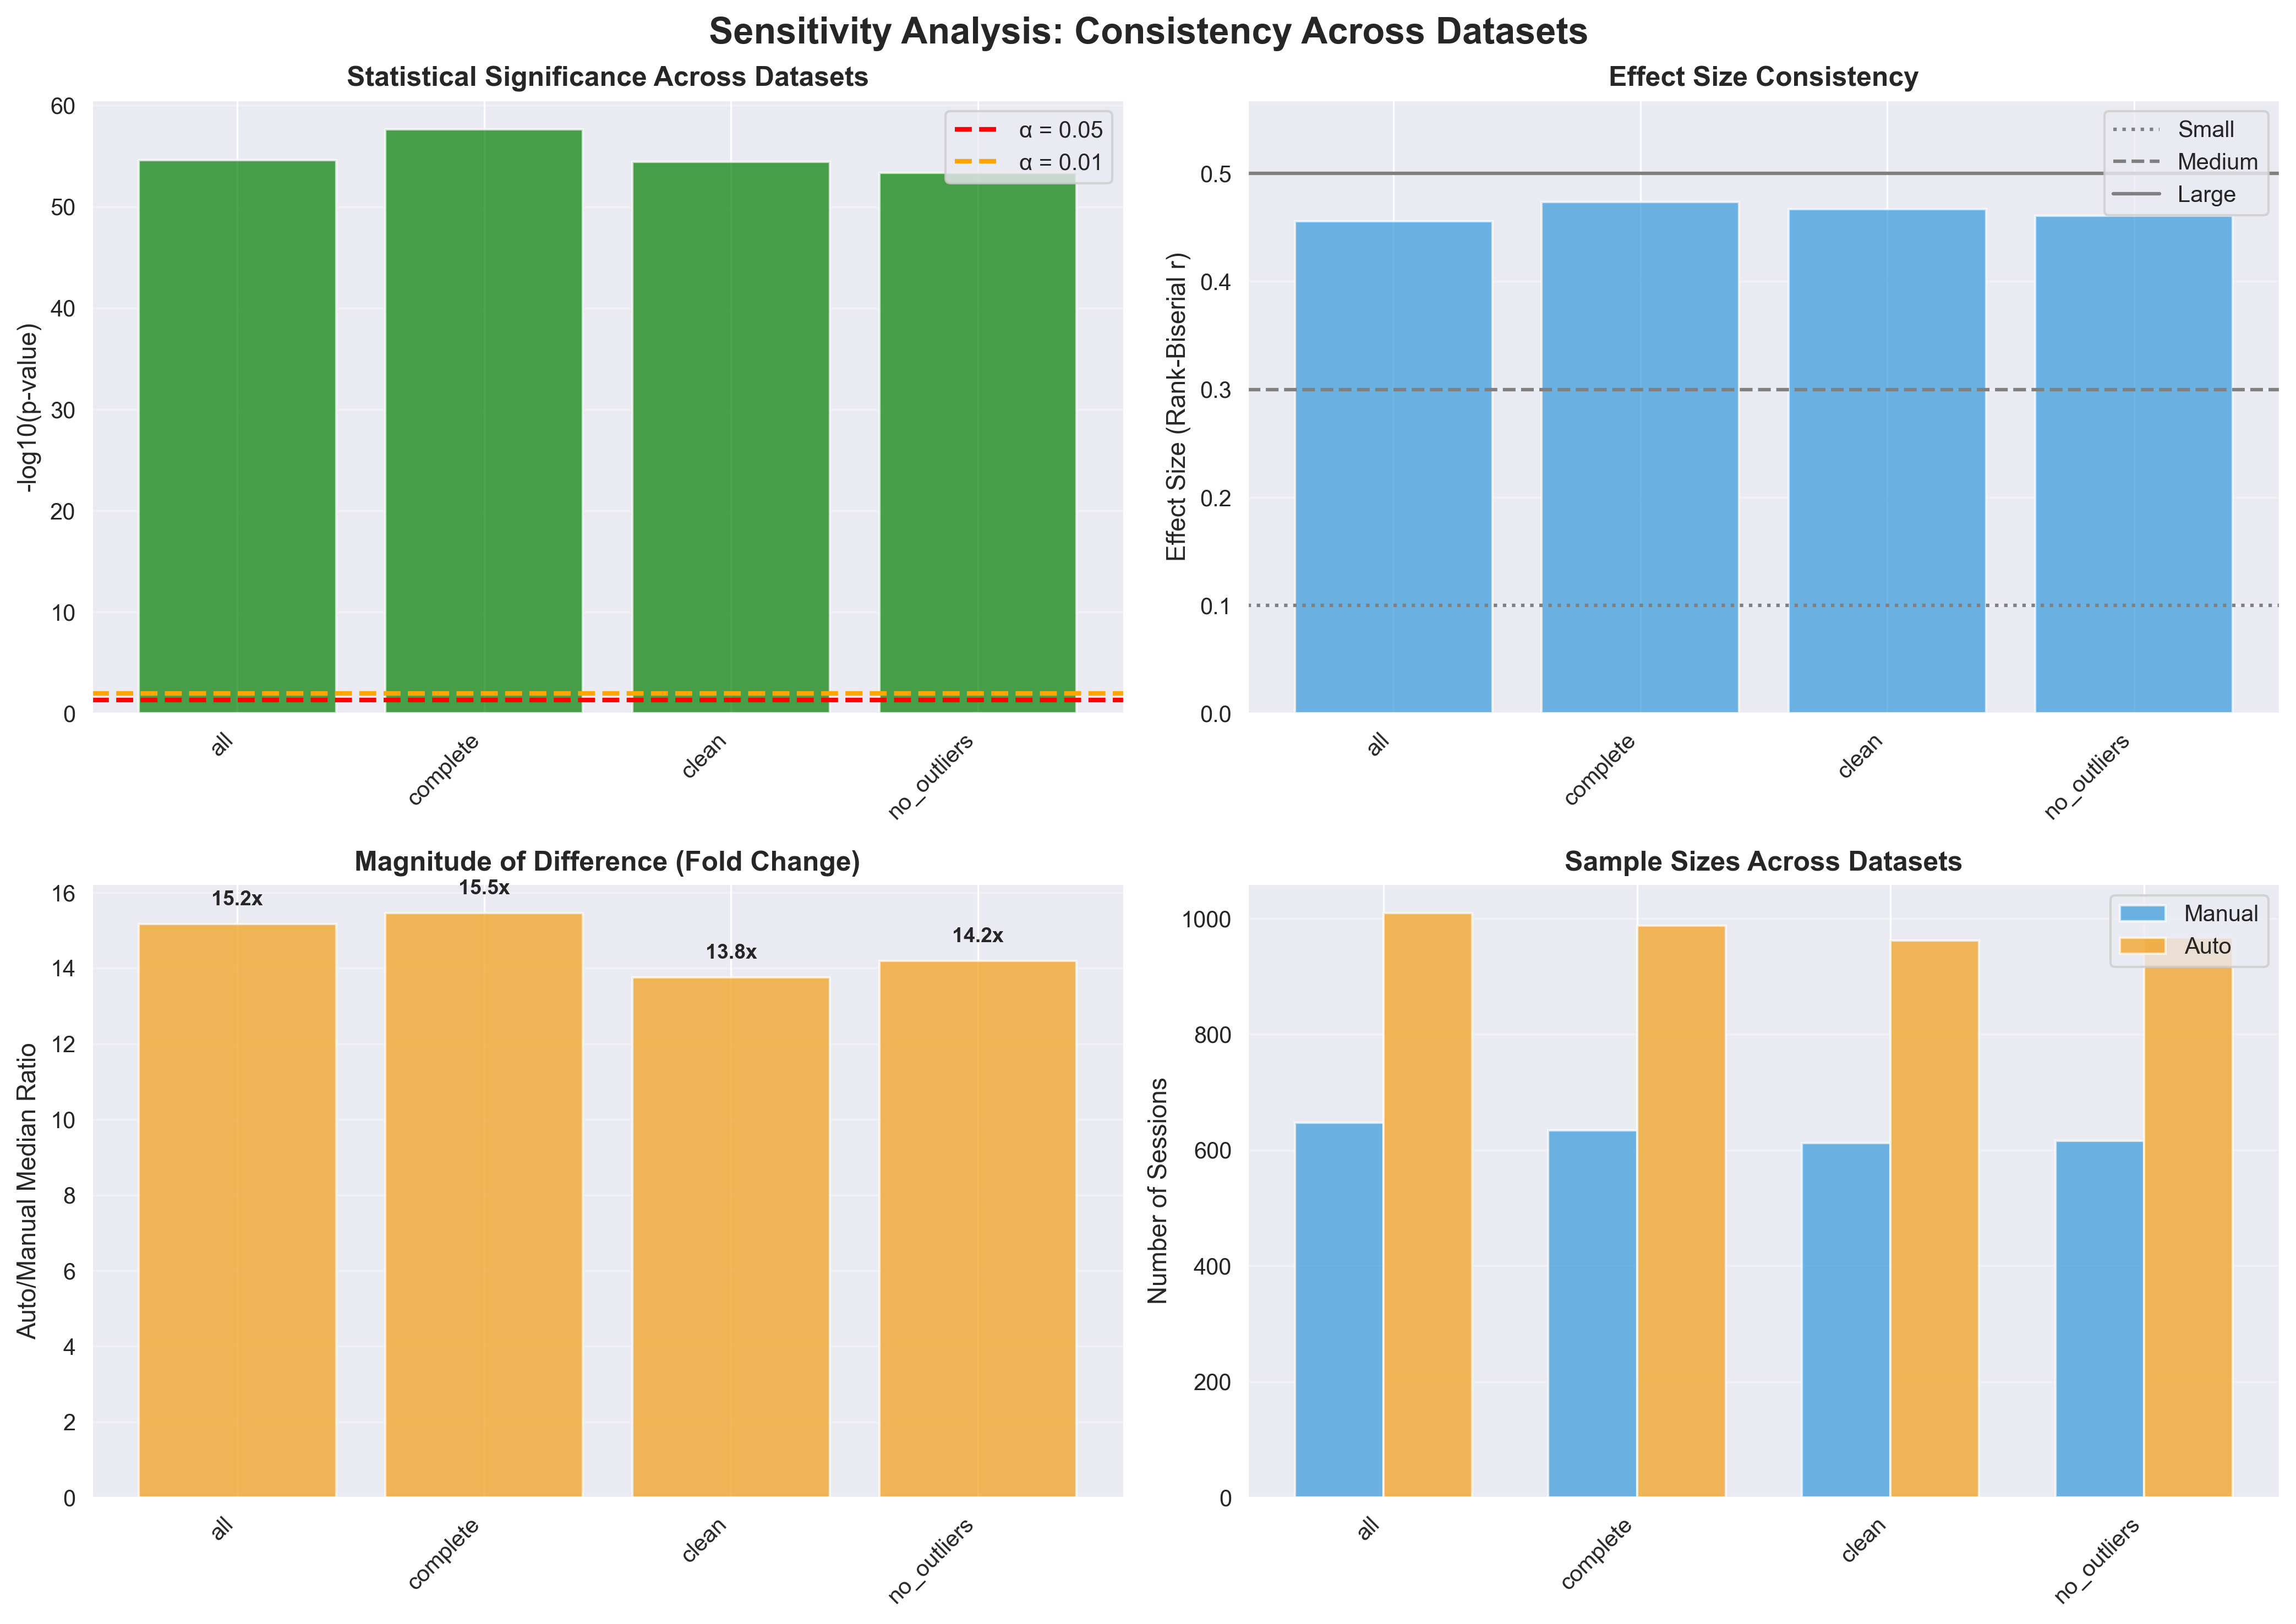 Sensitivity Analysis: Consistency Across Datasets
Statistical Significance Across Datasets
-log10(p-value)
60
50
40
30
20
10
0
α = 0.05
α = 0.01
all
complete
clean
no_outliers
Effect Size Consistency
Effect Size (Rank-Biserial r)
0.5
0.4
0.3
0.2
0.1
0.0
Small
Medium
Large
all
complete
clean
no_outliers
Magnitude of Difference (Fold Change)
Auto/Manual Median Ratio
16
14
12
10
8
6
4
2
0
15.2x
15.5x
13.8x
14.2x
all
complete
clean
no_outliers
Sample Sizes Across Datasets
Number of Sessions
1000
800
600
400
200
0
Manual
Auto
all
complete
clean
no_outliers